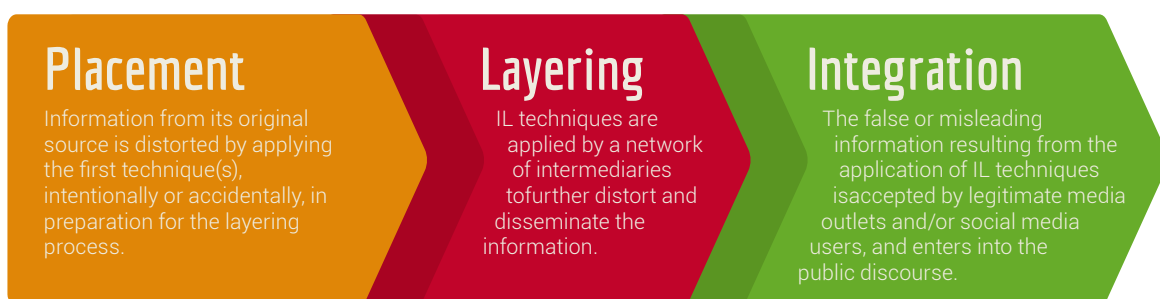 Placement
Information from its original
source is distorted by applying
the first technique(s),
intentionally or accidentally, in
preparation for the layering
process.
Layering
IL techniques are
applied by a network
of intermediaries
tofurther distort and
disseminate the
information.
Integration
The false or misleading
information resulting from the
application of IL techniques
isaccepted by legitimate media
outlets and/or social media
users, and enters into the
public discourse.